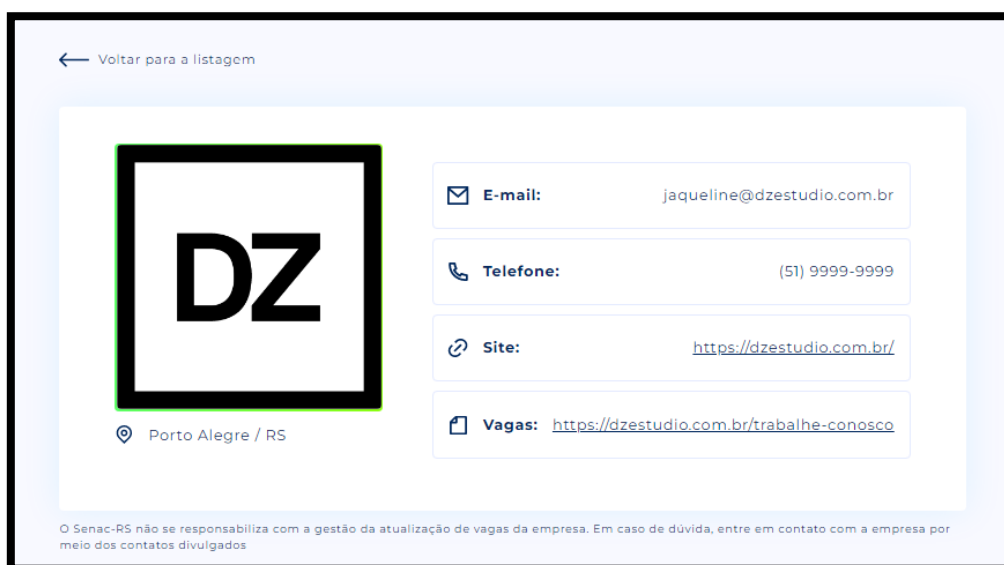 Voltar para a listagem
DZ
Porto Alegre / RS
E-mail: jaqueline@dzestudio.com.br
Telefone: (51) 9999-9999
Site: https://dzestudio.com.br/
Vagas: https://dzestudio.com.br/trabalhe-conosco
O Senac-RS não se responsabiliza com a gestão da atualização de vagas da empresa. Em caso de dúvida, entre em contato com a empresa por
meio dos contatos divulgados